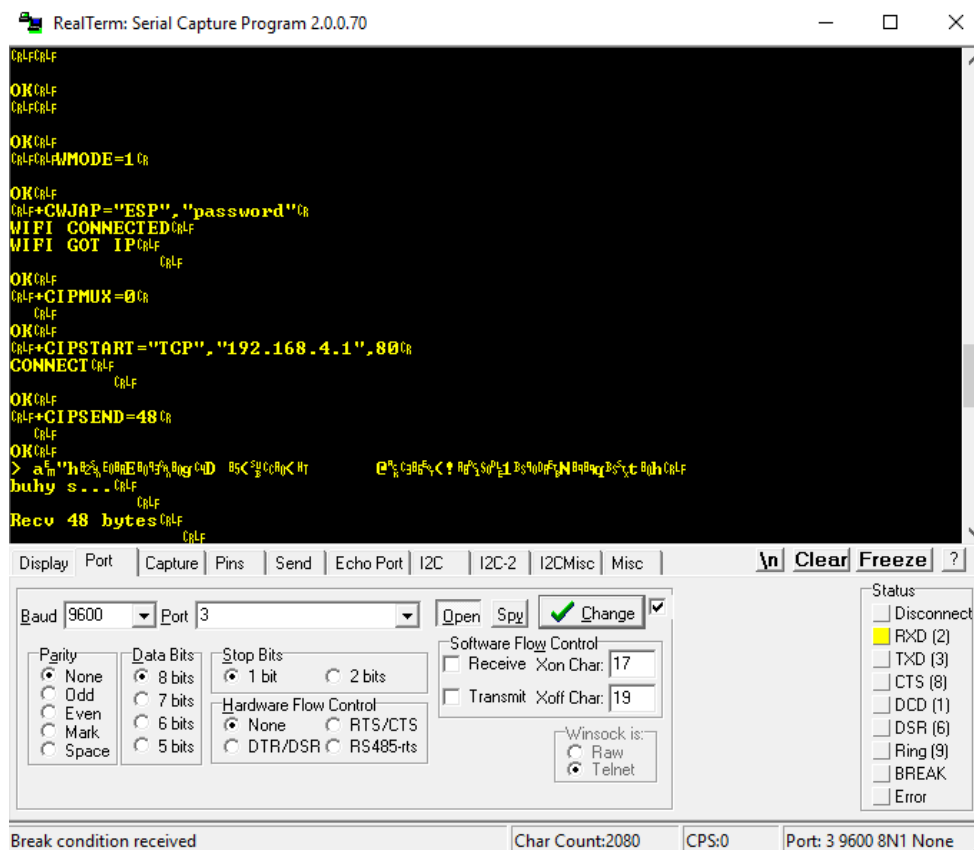 RealTerm: Serial Capture Program 2.0.0.70
CRLFCRLF
OKCRLF
CRLFCRLF
OKCRLF
CRLFCRLFWMODE=1CR
OKCRLF
CRLF+CWJAP="ESP","password"CR
WIFI CONNECTEDCRLF
WIFI GOT IPCRLF
CRLF
OKCRLF
CRLF+CIPMUX=0CR
CRLF
OKCRLF
CRLF+CIPSTART="TCP","192.168.4.1",80CR
CONNECTCRLF
CRLF
OKCRLF
CRLF+CIPSEND=48CR
CRLF
OKCRLF
>
buhy s...CRLF
CRLF
Recv 48 bytesCRLF
CRLF
Display Port Capture Pins Send Echo Port I2C I2C-2 I2CMisc Misc \n Clear Freeze ?
Baud 9600 Port 3 Open Spy Change
Parity
None
Odd
Even
Mark
Space
Data Bits
8 bits
7 bits
6 bits
5 bits
Stop Bits
1 bit 2 bits
Hardware Flow Control
None RTS/CTS
DTR/DSR RS485-rts
Software Flow Control
Receive Xon Char: 17
Transmit Xoff Char: 19
Winsock is:
Raw
Telnet
Status
Disconnect
RXD (2)
TXD (3)
CTS (8)
DCD (1)
DSR (6)
Ring (9)
BREAK
Error
Break condition received Char Count:2080 CPS:0 Port: 3 9600 8N1 None